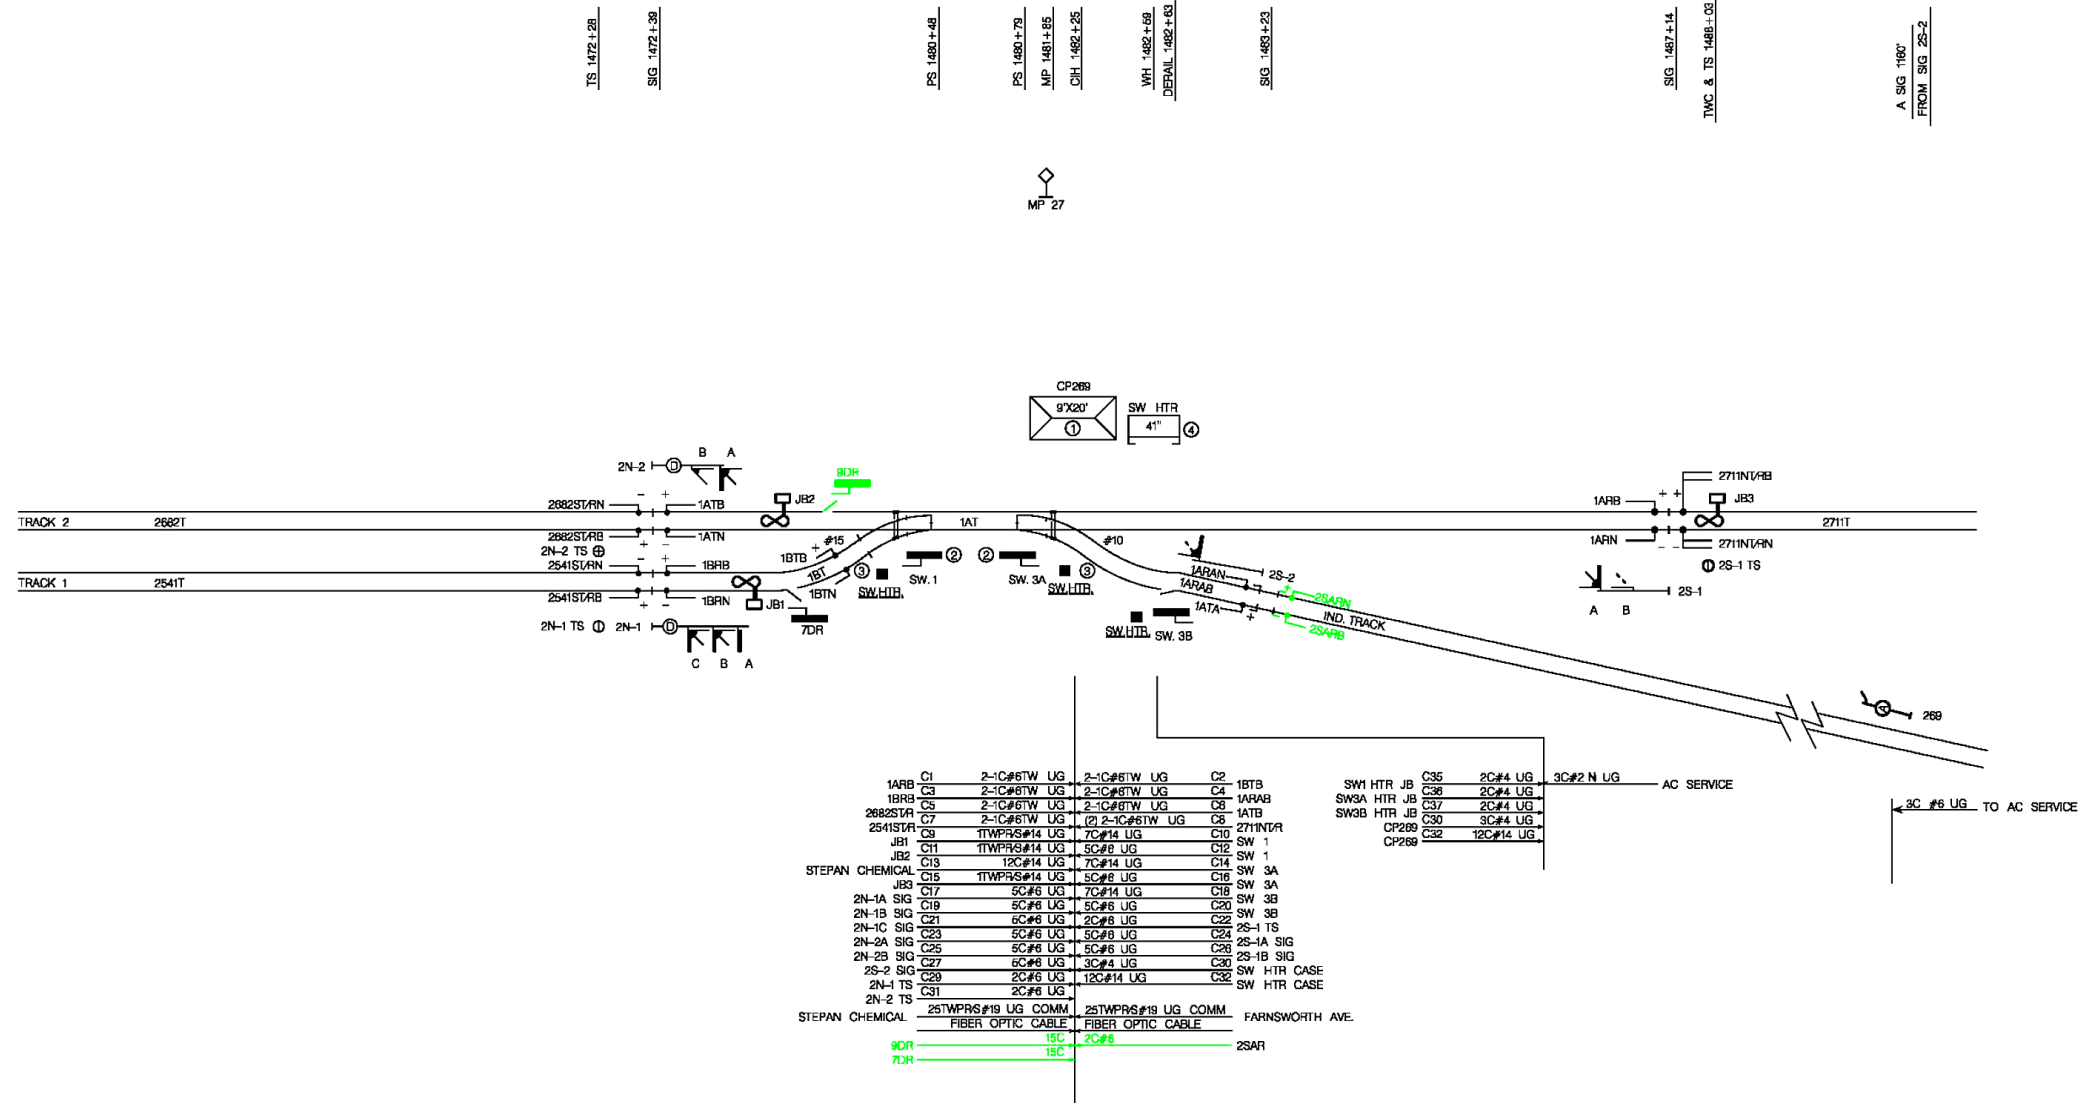 TS 1472+28
SIG 1472+39
PS 1480+48
PS 1480+79
MP 1481+85
CIH 1482+25
WH 1482+59
DERAIL 1482+63
SIG 1483+23
SIG 1487+14
TWC & TS 1488+03
A SIG 1160'
FROM SIG 2S-2
MP 27
CP269
9'X20'
1
SW HTR
41"
4
B A
2N-2 D
9DR
JB2
2682ST/RN - + 1ATB
TRACK 2 2682T
1AT
2682ST/RB + - 1ATN
2N-2 TS
2541ST/RN - + 1BRB
TRACK 1 2541T
2541ST/RB + - 1BRN
2N-1 TS 2N-1 D
C B A
JB1
7DR
#15
+
1BTB
1BT
1BTN
3
SW.HTR.
2
SW. 1
2
SW. 3A
3
SW.HTR.
#10
1ARAN
1ARAB
1ATA
+
2S-2
+
2SARN
-
2SARB
IND. TRACK
SW.HTR.
SW. 3B
1ARB + + 2711NT/RB
JB3
2711T
1ARN - - 2711NT/RN
2S-1 TS
2S-1
A B
A 269
1ARB C1 2-1C#6TW UG 2-1C#6TW UG C2 1BTB
1BRB C3 2-1C#6TW UG 2-1C#6TW UG C4 1ARAB
2682ST/R C5 2-1C#6TW UG 2-1C#6TW UG C6 1ATB
2541ST/R C7 2-1C#6TW UG (2) 2-1C#6TW UG C8 2711NT/R
JB1 C9 1TWPR/S#14 UG 7C#14 UG C10 SW 1
JB2 C11 1TWPR/S#14 UG 5C#6 UG C12 SW 1
STEPAN CHEMICAL C13 12C#14 UG 7C#14 UG C14 SW 3A
JB3 C15 1TWPR/S#14 UG 5C#6 UG C16 SW 3A
2N-1A SIG C17 5C#6 UG 7C#14 UG C18 SW 3B
2N-1B SIG C19 5C#6 UG 5C#6 UG C20 SW 3B
2N-1C SIG C21 5C#6 UG 2C#6 UG C22 2S-1 TS
2N-2A SIG C23 5C#6 UG 5C#6 UG C24 2S-1A SIG
2N-2B SIG C25 5C#6 UG 5C#6 UG C26 2S-1B SIG
2S-2 SIG C27 5C#6 UG 3C#4 UG C30 SW HTR CASE
2N-1 TS C29 2C#6 UG 12C#14 UG C32 SW HTR CASE
2N-2 TS C31 2C#6 UG
STEPAN CHEMICAL 25TWPR/S#19 UG COMM 25TWPR/S#19 UG COMM FARNSWORTH AVE.
FIBER OPTIC CABLE FIBER OPTIC CABLE
9DR 15C 2C#6 2SAR
7DR 15C
SW1 HTR JB C35 2C#4 UG 3C#2 N UG AC SERVICE
SW3A HTR JB C36 2C#4 UG
SW3B HTR JB C37 2C#4 UG
CP269 C30 3C#4 UG
CP269 C32 12C#14 UG
3C #6 UG TO AC SERVICE